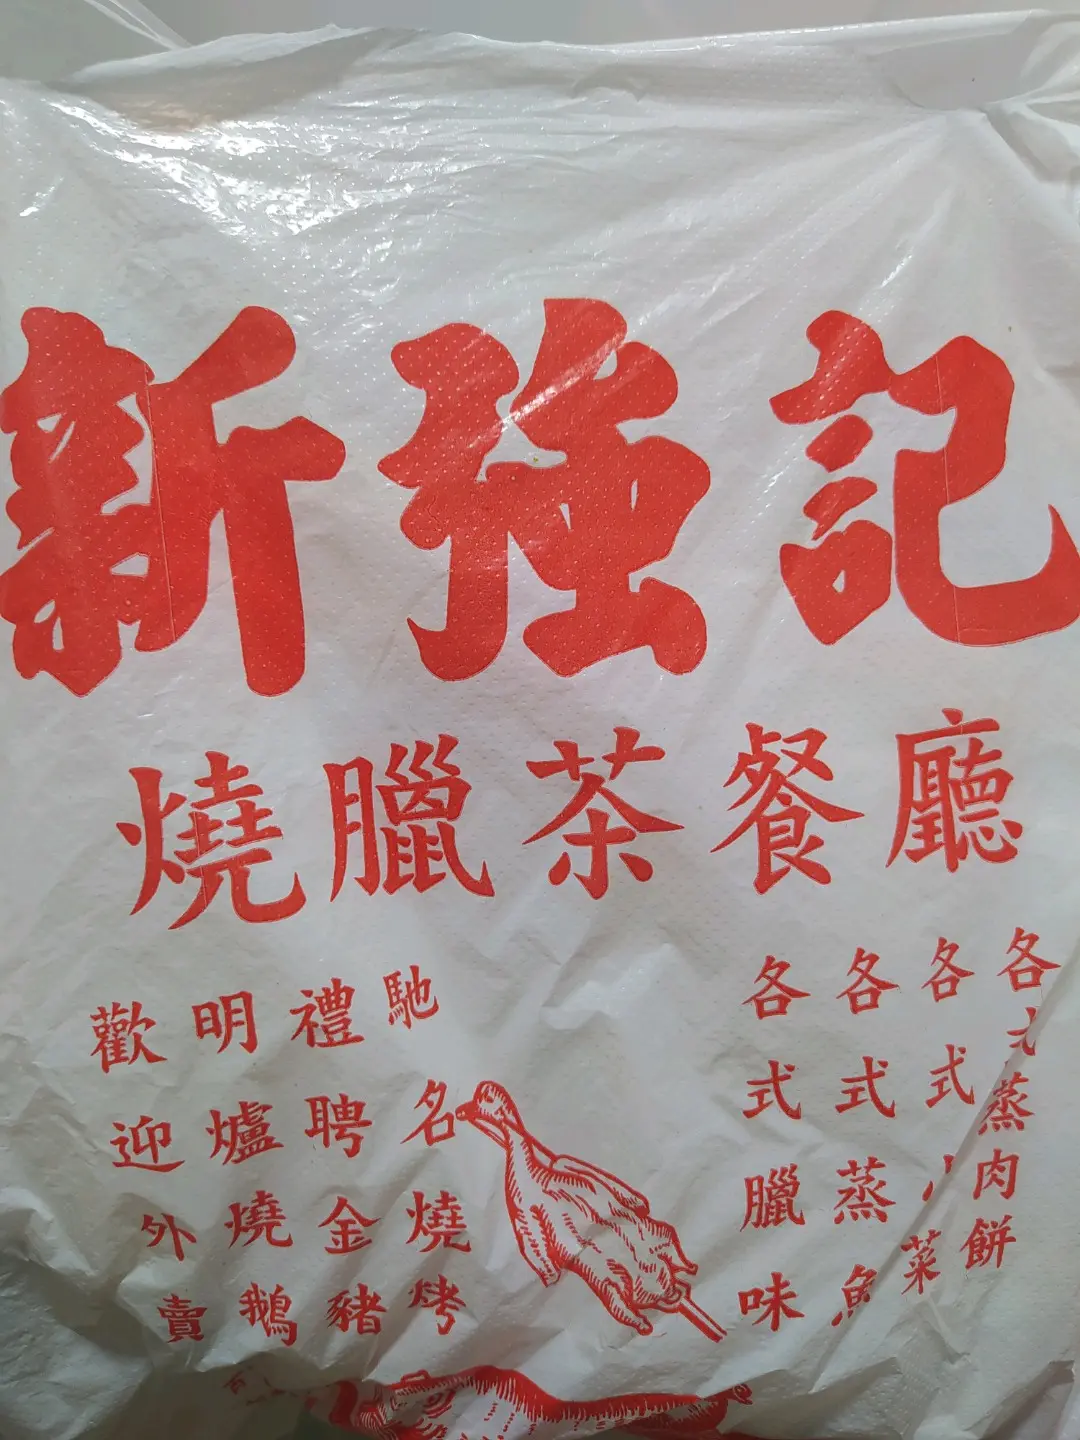 新強記
燒臘茶餐廳
馳名燒烤
禮聘金豬
明爐燒鵝
歡迎外賣
各式蒸肉餅
各式小菜
各式蒸魚
各式臘味